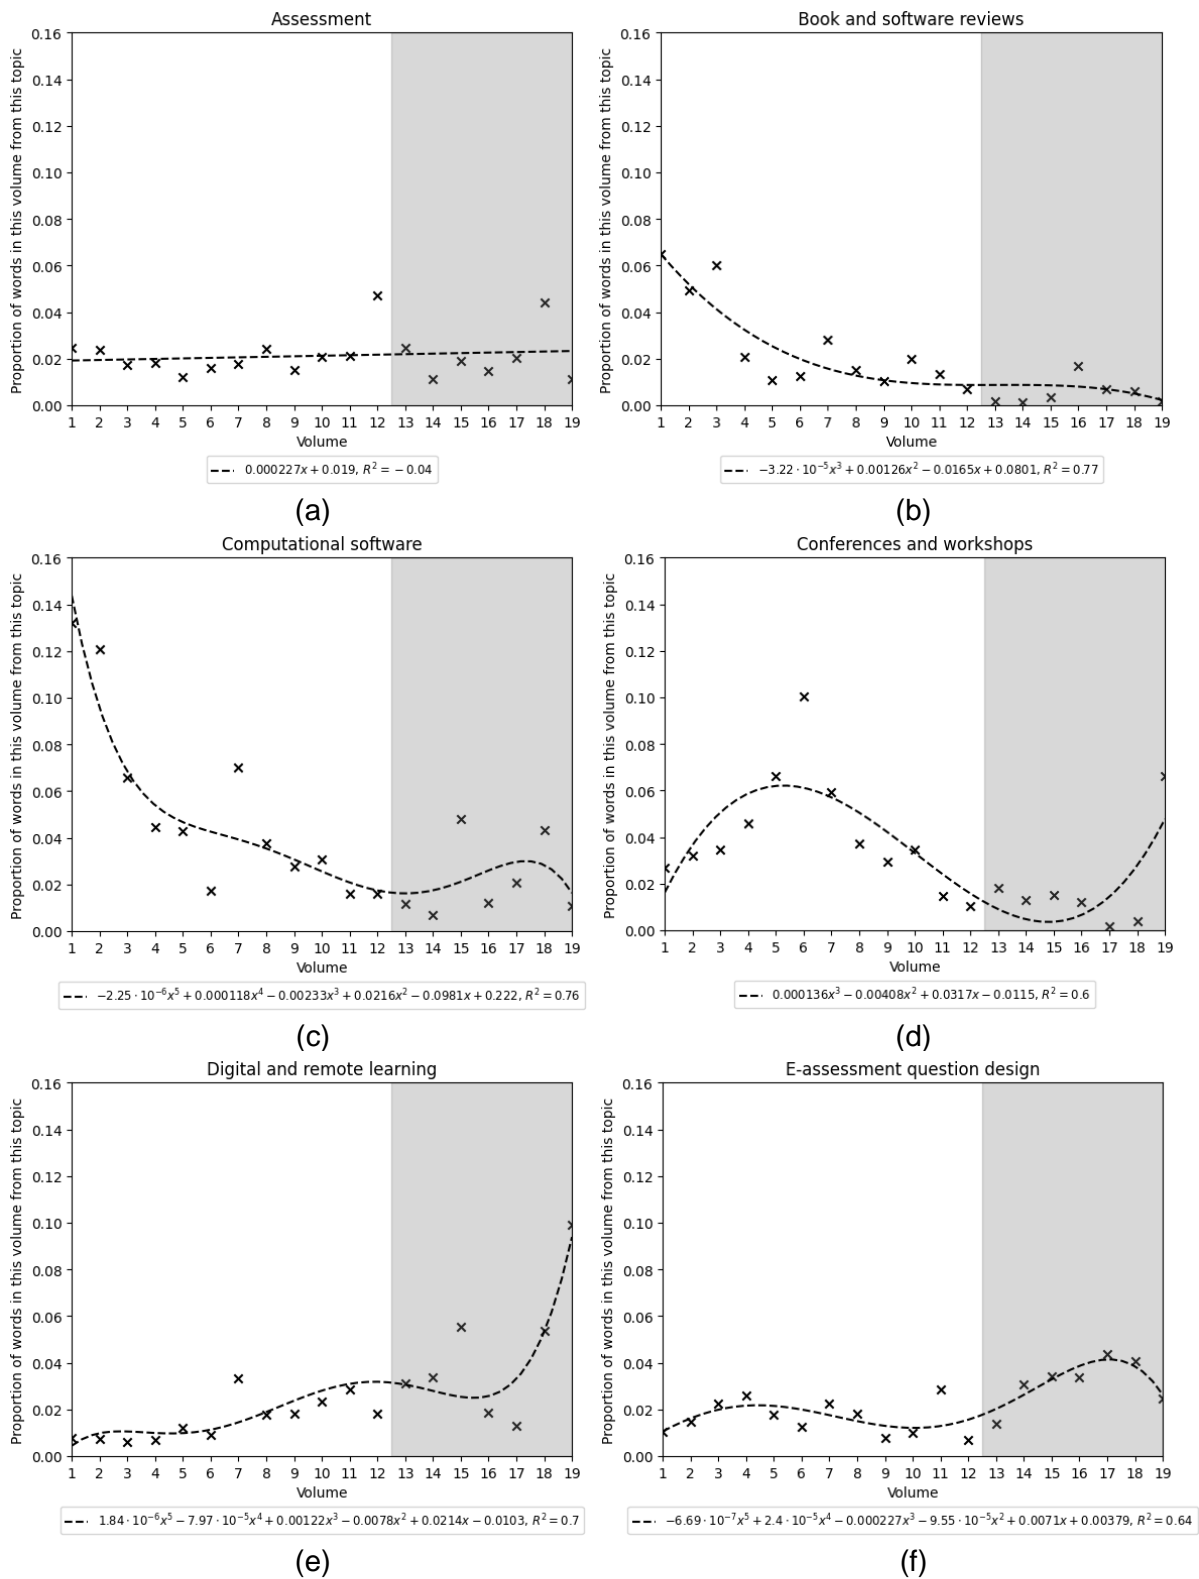 Assessment
Proportion of words in this volume from this topic
0.16
0.14
0.12
0.10
0.08
0.06
0.04
0.02
0.00
1 2 3 4 5 6 7 8 9 10 11 12 13 14 15 16 17 18 19
Volume
0.000227x + 0.019, R² = −0.04
(a)
Book and software reviews
Proportion of words in this volume from this topic
0.16
0.14
0.12
0.10
0.08
0.06
0.04
0.02
0.00
1 2 3 4 5 6 7 8 9 10 11 12 13 14 15 16 17 18 19
Volume
−3.22 · 10⁻⁵x³ + 0.00126x² − 0.0165x + 0.0801, R² = 0.77
(b)
Computational software
Proportion of words in this volume from this topic
0.16
0.14
0.12
0.10
0.08
0.06
0.04
0.02
0.00
1 2 3 4 5 6 7 8 9 10 11 12 13 14 15 16 17 18 19
Volume
−2.25 · 10⁻⁶x⁵ + 0.000118x⁴ − 0.00233x³ + 0.0216x² − 0.0981x + 0.222, R² = 0.76
(c)
Conferences and workshops
Proportion of words in this volume from this topic
0.16
0.14
0.12
0.10
0.08
0.06
0.04
0.02
0.00
1 2 3 4 5 6 7 8 9 10 11 12 13 14 15 16 17 18 19
Volume
0.000136x³ − 0.00408x² + 0.0317x − 0.0115, R² = 0.6
(d)
Digital and remote learning
Proportion of words in this volume from this topic
0.16
0.14
0.12
0.10
0.08
0.06
0.04
0.02
0.00
1 2 3 4 5 6 7 8 9 10 11 12 13 14 15 16 17 18 19
Volume
1.84 · 10⁻⁶x⁵ − 7.97 · 10⁻⁵x⁴ + 0.00122x³ − 0.0078x² + 0.0214x − 0.0103, R² = 0.7
(e)
E-assessment question design
Proportion of words in this volume from this topic
0.16
0.14
0.12
0.10
0.08
0.06
0.04
0.02
0.00
1 2 3 4 5 6 7 8 9 10 11 12 13 14 15 16 17 18 19
Volume
−6.69 · 10⁻⁷x⁵ + 2.4 · 10⁻⁵x⁴ − 0.000227x³ − 9.55 · 10⁻⁵x² + 0.0071x + 0.00379, R² = 0.64
(f)